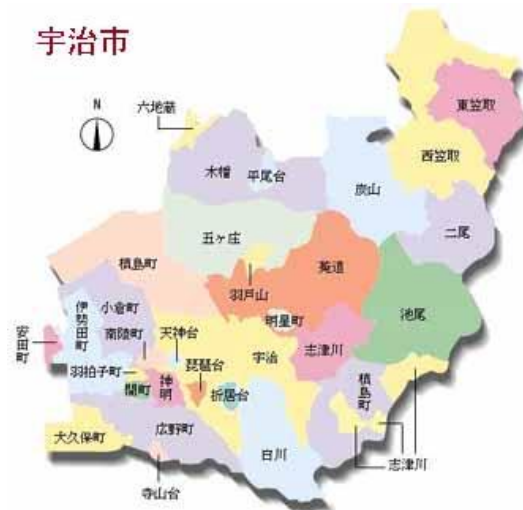 宇治市
N
六地蔵
東笠取
西笠取
木幡
平尾台
炭山
二尾
五ヶ庄
槙島町
菟道
羽戸山
明星町
池尾
小倉町
伊勢田町
安田町
南陵町
天神台
宇治
志津川
羽拍子町
琵琶台
神明
開町
折居台
槙島町
大久保町
広野町
白川
志津川
寺山台